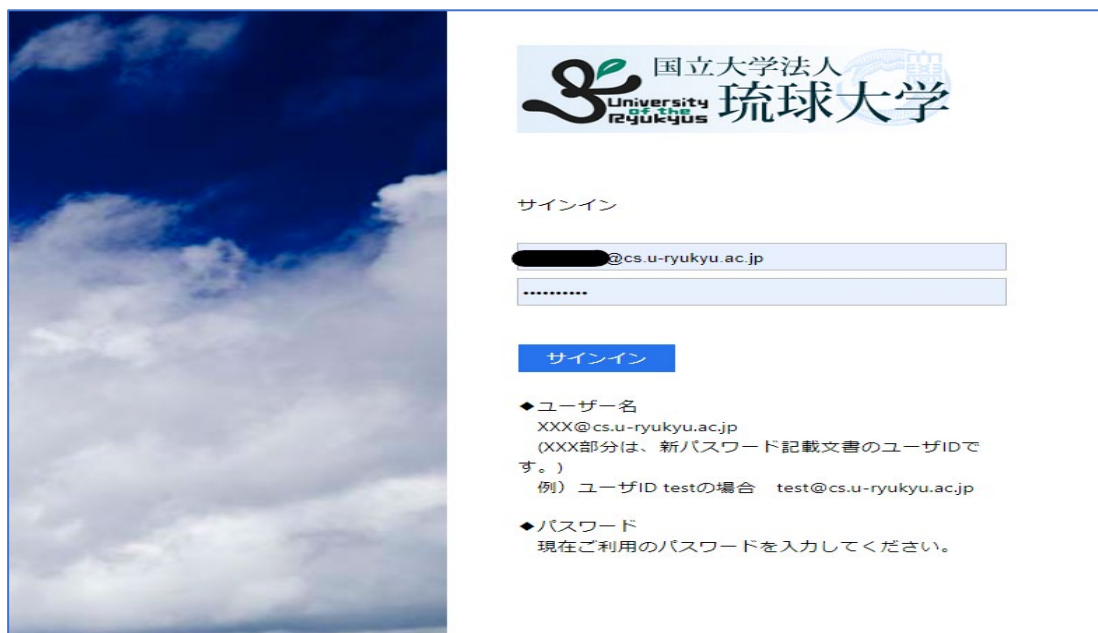 国立大学法人
University of the Ryukyus
琉球大学
サインイン
@cs.u-ryukyu.ac.jp
••••••••••
サインイン
◆ユーザー名
XXX@cs.u-ryukyu.ac.jp
(XXX部分は、新パスワード記載文書のユーザIDで
す。)
例）ユーザID testの場合　test@cs.u-ryukyu.ac.jp
◆パスワード
現在ご利用のパスワードを入力してください。